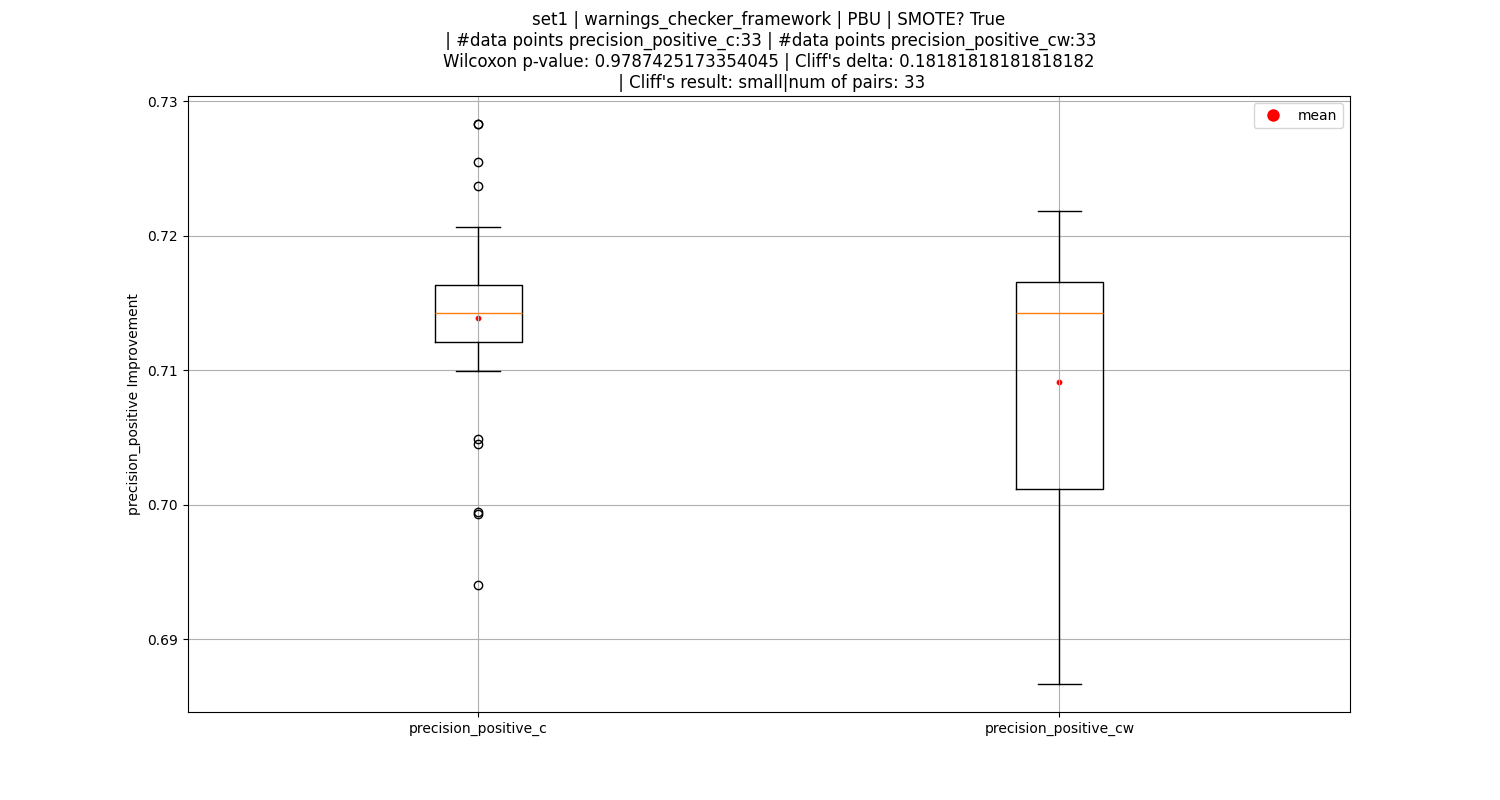 set1 | warnings_checker_framework | PBU | SMOTE? True
| #data points precision_positive_c:33 | #data points precision_positive_cw:33
Wilcoxon p-value: 0.9787425173354045 | Cliff's delta: 0.18181818181818182
| Cliff's result: small|num of pairs: 33
mean
0.73
0.72
0.71
0.70
0.69
precision_positive Improvement
precision_positive_c
precision_positive_cw